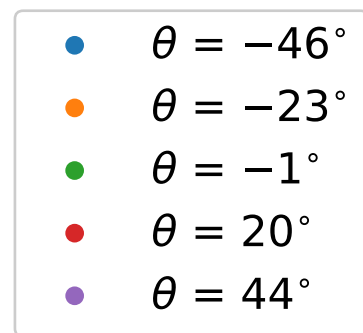 θ = −46°
θ = −23°
θ = −1°
θ = 20°
θ = 44°